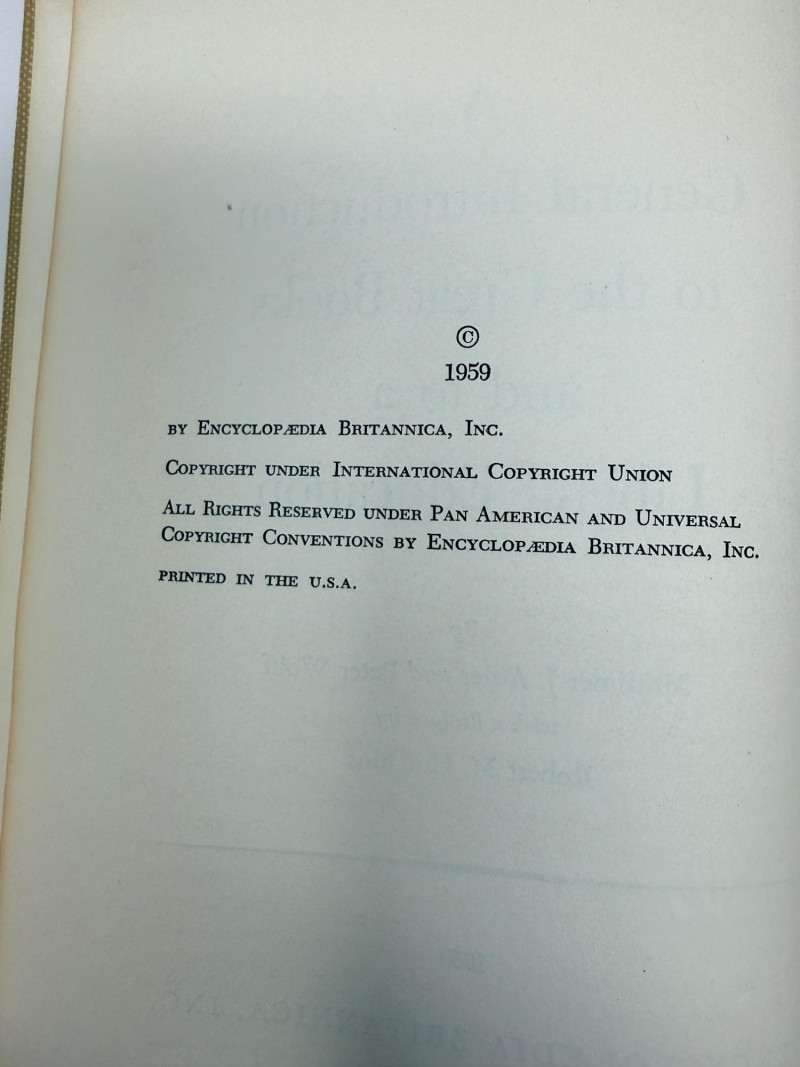 ©
1959
BY ENCYCLOPÆDIA BRITANNICA, INC.
COPYRIGHT UNDER INTERNATIONAL COPYRIGHT UNION
ALL RIGHTS RESERVED UNDER PAN AMERICAN AND UNIVERSAL
COPYRIGHT CONVENTIONS BY ENCYCLOPÆDIA BRITANNICA, INC.
PRINTED IN THE U.S.A.